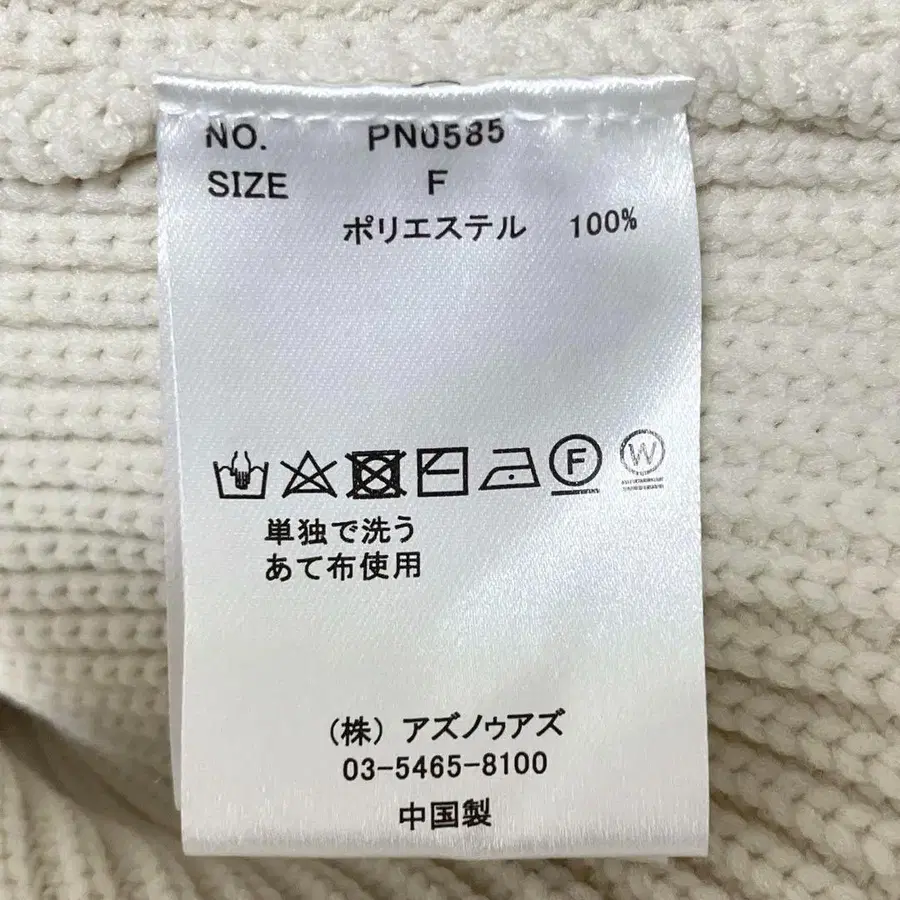 NO. PN0585
SIZE F
ポリエステル 100%
F W
単独で洗う
あて布使用
(株) アズノゥアズ
03-5465-8100
中国製